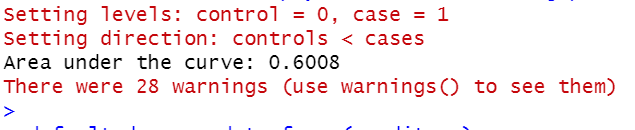 Setting levels: control = 0, case = 1
Setting direction: controls < cases
Area under the curve: 0.6008
There were 28 warnings (use warnings() to see them)
>